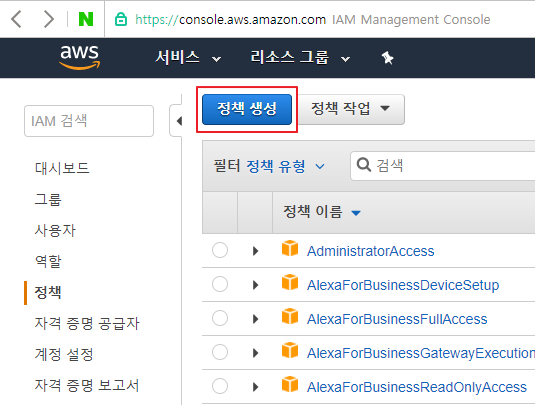 N https://console.aws.amazon.com IAM Management Console
aws 서비스 리소스 그룹
정책 생성 정책 작업
IAM 검색
필터 정책 유형 검색
대시보드
그룹
정책 이름
사용자
AdministratorAccess
역할
AlexaForBusinessDeviceSetup
정책
AlexaForBusinessFullAccess
자격 증명 공급자
AlexaForBusinessGatewayExecution
계정 설정
AlexaForBusinessReadOnlyAccess
자격 증명 보고서